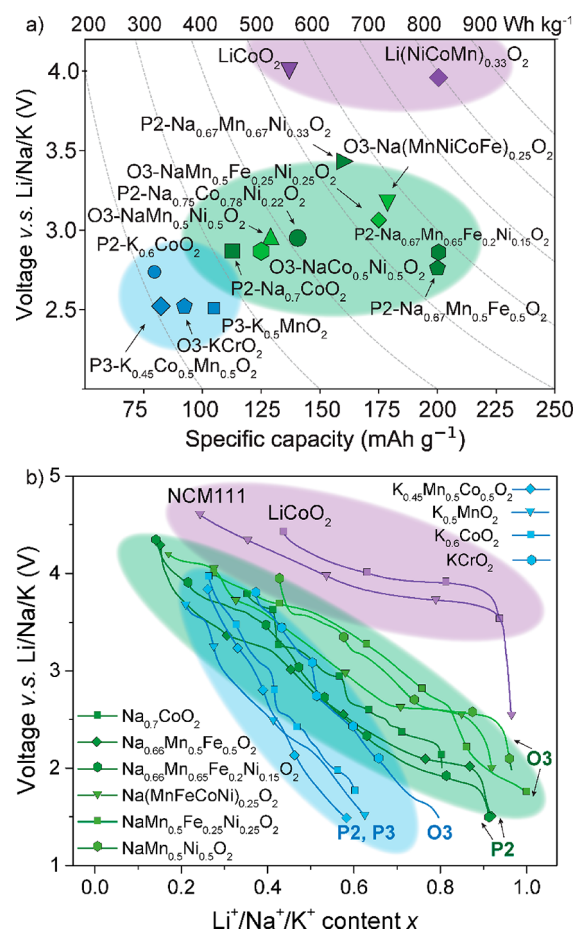 a)
300 400 500 600 700 800 900 Wh kg⁻¹
LiCoO₂
Li(NiCoMn)₀.₃₃O₂
4.0
P2-Na₀.₆₇Mn₀.₆₇Ni₀.₃₃O₂
O3-Na(MnNiCoFe)₀.₂₅O₂
3.5
O3-NaMn₀.₅Fe₀.₂₅Ni₀.₂₅O₂
P2-Na₀.₇₅Co₀.₇₈Ni₀.₂₂O₂
O3-NaMn₀.₅Ni₀.₅O₂
3.0
P2-Na₀.₆₇Mn₀.₆₅Fe₀.₂Ni₀.₁₅O₂
P2-K₀.₆CoO₂
O3-NaCo₀.₅Ni₀.₅O₂
P2-Na₀.₇CoO₂
P2-Na₀.₆₇Mn₀.₅Fe₀.₅O₂
2.5
P3-K₀.₅MnO₂
O3-KCrO₂
P3-K₀.₄₅Co₀.₅Mn₀.₅O₂
Voltage v.s. Li/Na/K (V)
75 100 125 150 175 200 225 250
Specific capacity (mAh g⁻¹)
b)
5
NCM111
LiCoO₂
K₀.₄₅Mn₀.₅Co₀.₅O₂
K₀.₅MnO₂
K₀.₆CoO₂
KCrO₂
4
3
2
1
Voltage v.s. Li/Na/K (V)
Na₀.₇CoO₂
Na₀.₆₆Mn₀.₅Fe₀.₅O₂
Na₀.₆₆Mn₀.₆₅Fe₀.₂Ni₀.₁₅O₂
Na(MnFeCoNi)₀.₂₅O₂
NaMn₀.₅Fe₀.₂₅Ni₀.₂₅O₂
NaMn₀.₅Ni₀.₅O₂
O3
P2, P3
O3
P2
0.0 0.2 0.4 0.6 0.8 1.0
Li⁺/Na⁺/K⁺ content x